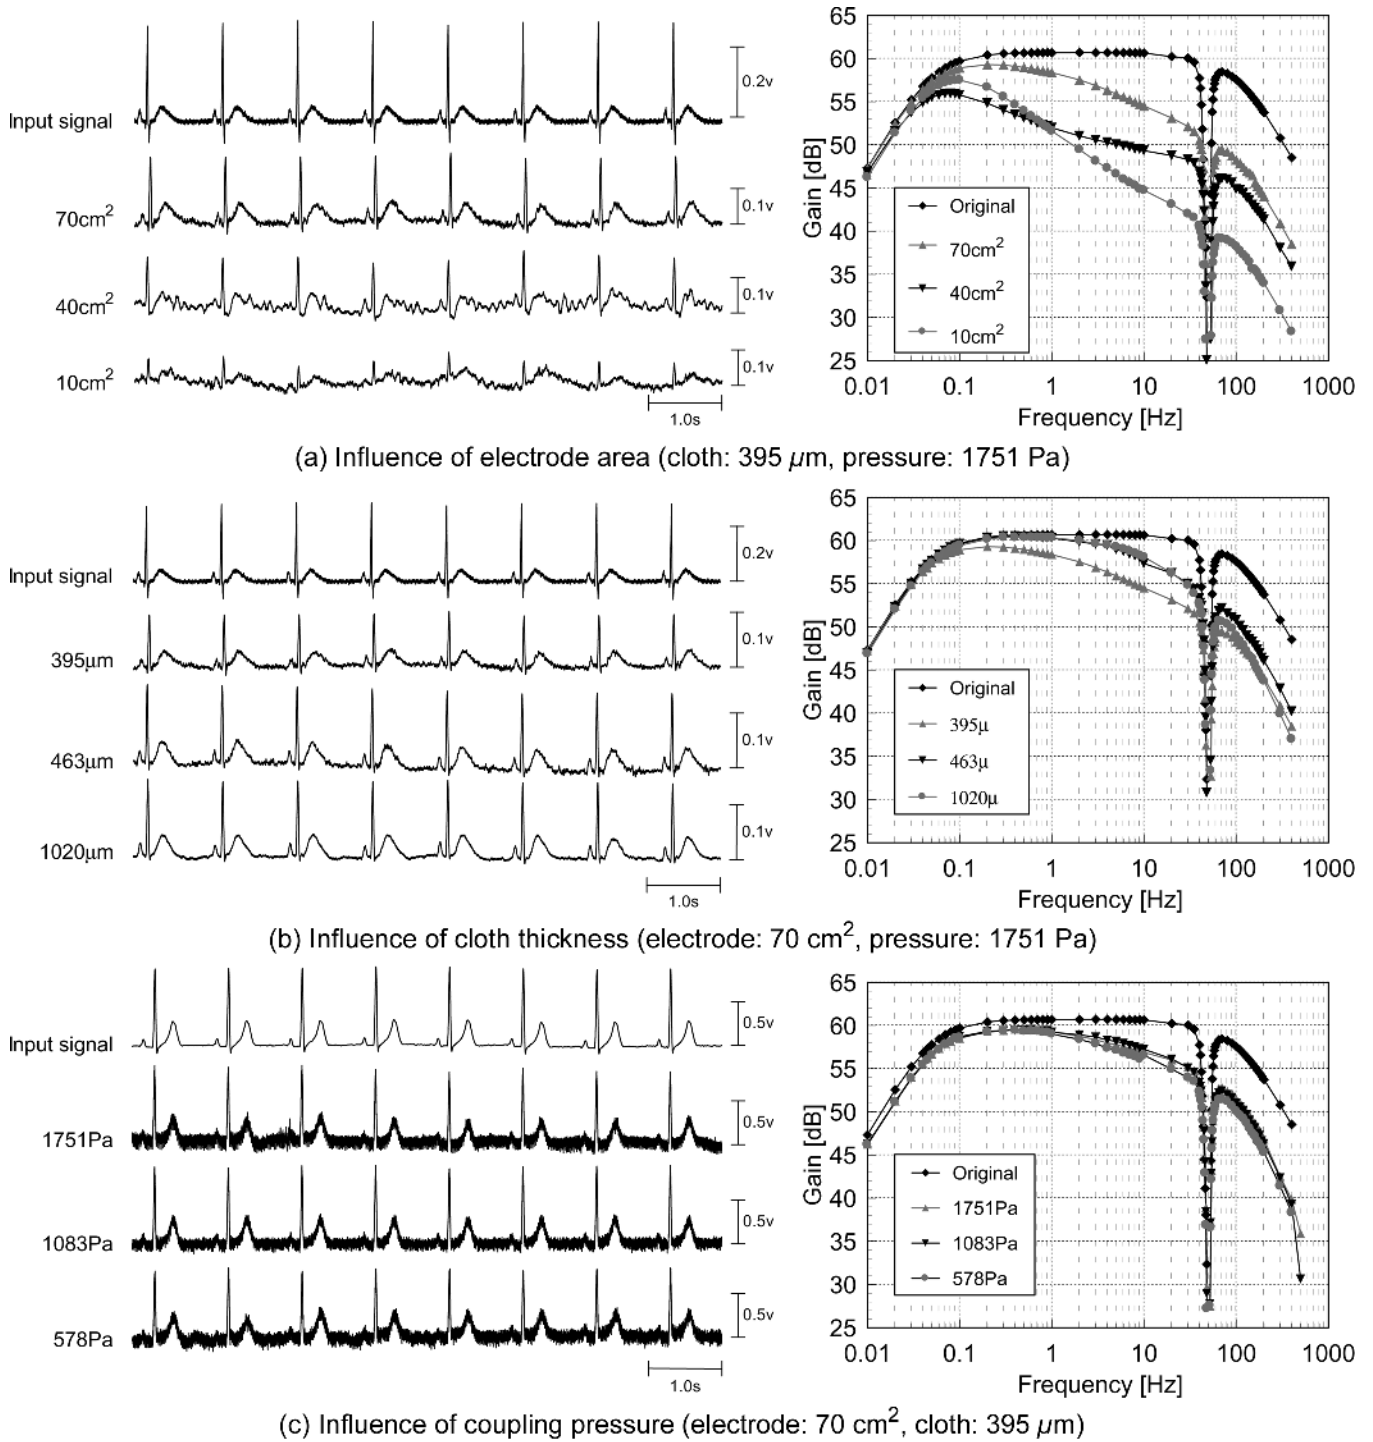 Input signal
0.2v
70cm2
0.1v
40cm2
0.1v
10cm2
0.1v
1.0s
65
60
55
50
45
40
35
30
25
Gain [dB]
Original
70cm2
40cm2
10cm2
0.01 0.1 1 10 100 1000
Frequency [Hz]
(a) Influence of electrode area (cloth: 395 μm, pressure: 1751 Pa)
Input signal
0.2v
395μm
0.1v
463μm
0.1v
1020μm
0.1v
1.0s
65
60
55
50
45
40
35
30
25
Gain [dB]
Original
395μ
463μ
1020μ
0.01 0.1 1 10 100 1000
Frequency [Hz]
(b) Influence of cloth thickness (electrode: 70 cm2, pressure: 1751 Pa)
Input signal
0.5v
1751Pa
0.5v
1083Pa
0.5v
578Pa
0.5v
1.0s
65
60
55
50
45
40
35
30
25
Gain [dB]
Original
1751Pa
1083Pa
578Pa
0.01 0.1 1 10 100 1000
Frequency [Hz]
(c) Influence of coupling pressure (electrode: 70 cm2, cloth: 395 μm)